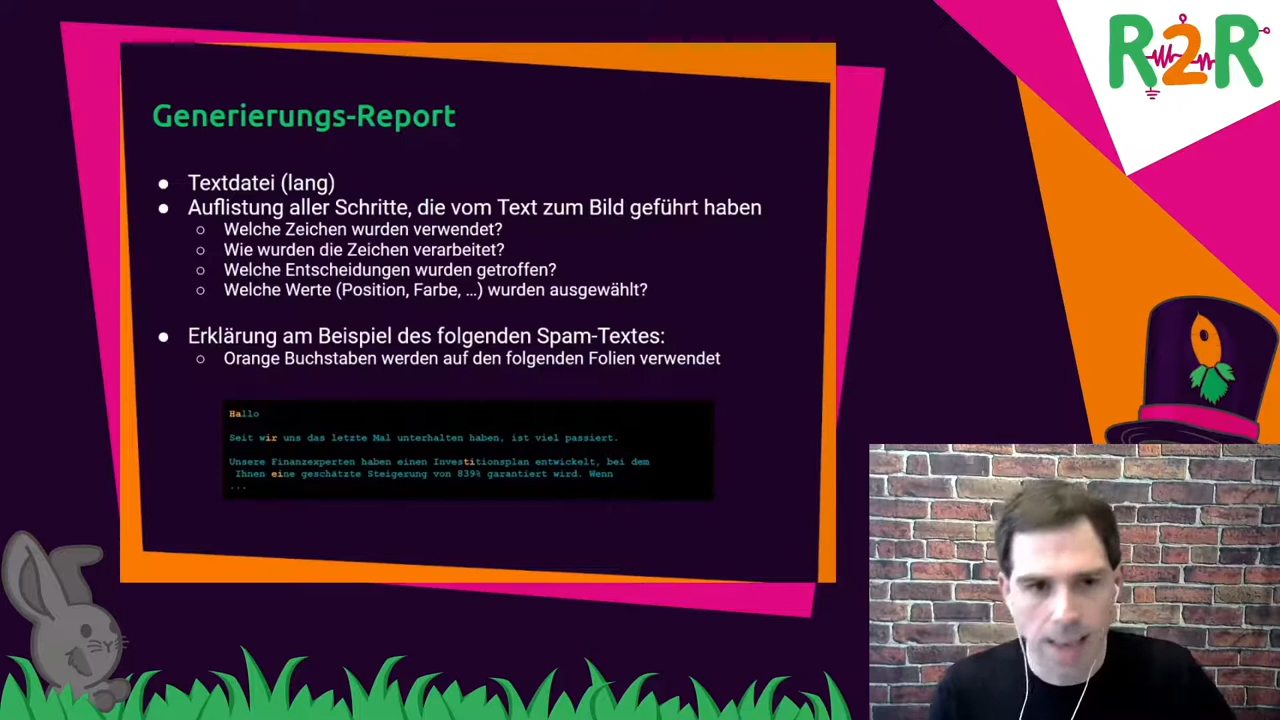 R2R
Generierungs-Report
● Textdatei (lang)
● Auflistung aller Schritte, die vom Text zum Bild geführt haben
○ Welche Zeichen wurden verwendet?
○ Wie wurden die Zeichen verarbeitet?
○ Welche Entscheidungen wurden getroffen?
○ Welche Werte (Position, Farbe, …) wurden ausgewählt?
● Erklärung am Beispiel des folgenden Spam-Textes:
○ Orange Buchstaben werden auf den folgenden Folien verwendet
Hallo
Seit wir uns das letzte Mal unterhalten haben, ist viel passiert.
Unsere Finanzexperten haben einen Investitionsplan entwickelt, bei dem
Ihnen eine geschätzte Steigerung von 839% garantiert wird. Wenn
...